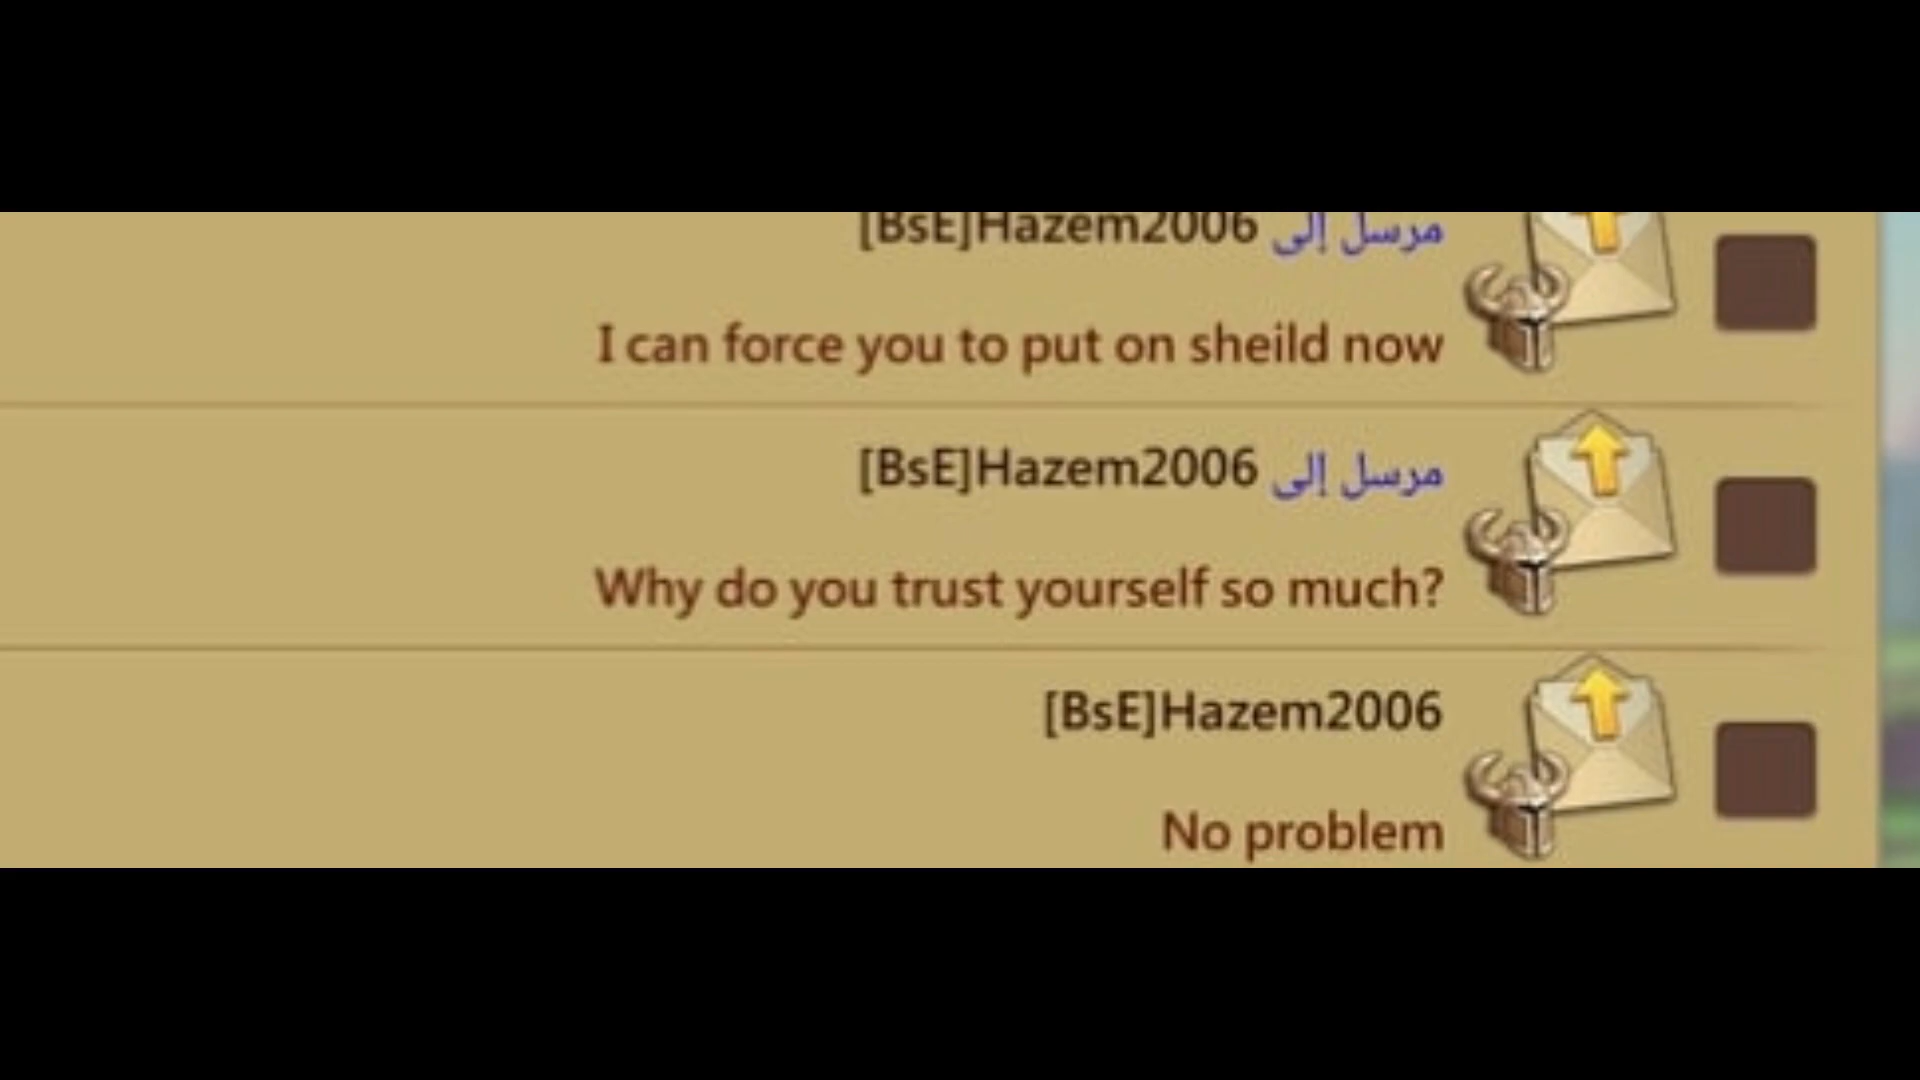 مرسل إلى [BsE]Hazem2006
I can force you to put on sheild now
مرسل إلى [BsE]Hazem2006
Why do you trust yourself so much?
[BsE]Hazem2006
No problem